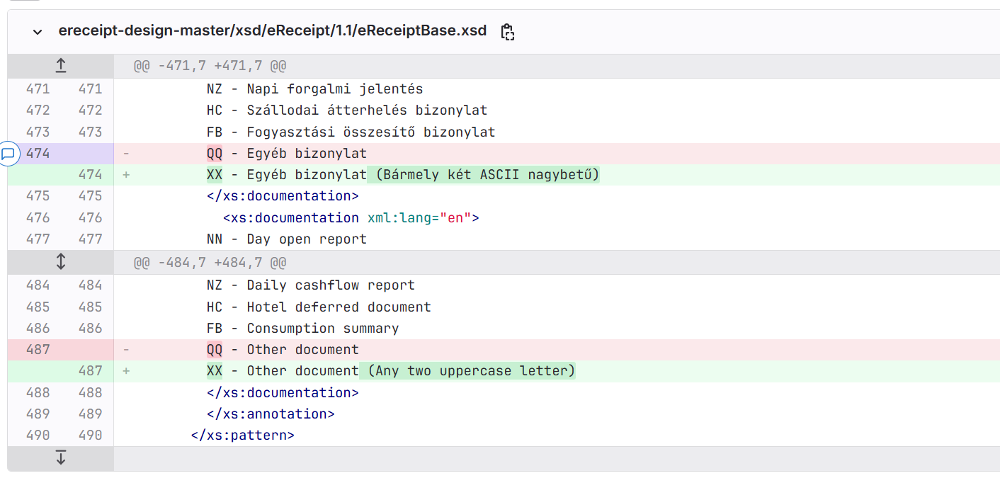 ereceipt-design-master/xsd/eReceipt/1.1/eReceiptBase.xsd
@@ -471,7 +471,7 @@
471 471 NZ - Napi forgalmi jelentés
472 472 HC - Szállodai átterhelés bizonylat
473 473 FB - Fogyasztási összesítő bizonylat
474 - QQ - Egyéb bizonylat
474 + XX - Egyéb bizonylat (Bármely két ASCII nagybetű)
475 475 </xs:documentation>
476 476 <xs:documentation xml:lang="en">
477 477 NN - Day open report
@@ -484,7 +484,7 @@
484 484 NZ - Daily cashflow report
485 485 HC - Hotel deferred document
486 486 FB - Consumption summary
487 - QQ - Other document
487 + XX - Other document (Any two uppercase letter)
488 488 </xs:documentation>
489 489 </xs:annotation>
490 490 </xs:pattern>